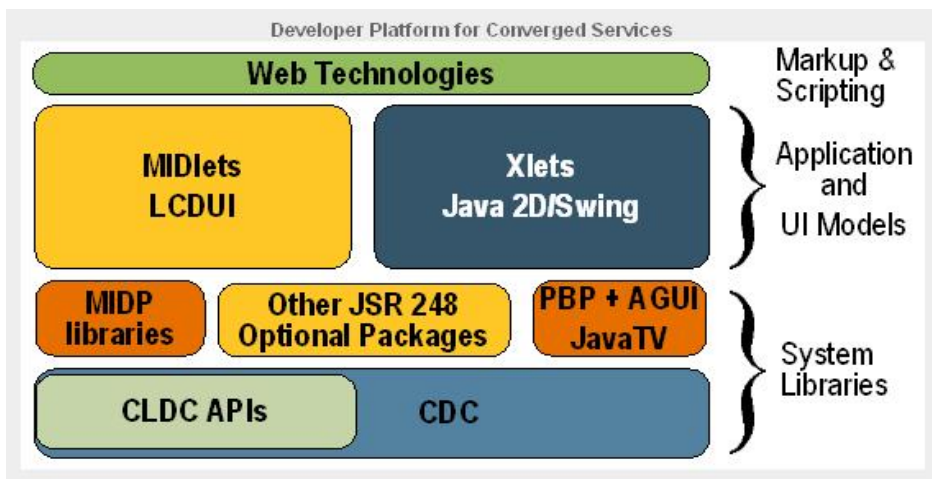 Developer Platform for Converged Services
Web Technologies
Markup &
Scripting
MIDlets
LCDUI
Xlets
Java 2D/Swing
Application
and
UI Models
MIDP
libraries
Other JSR 248
Optional Packages
PBP + AGUI
JavaTV
System
Libraries
CLDC APIs
CDC